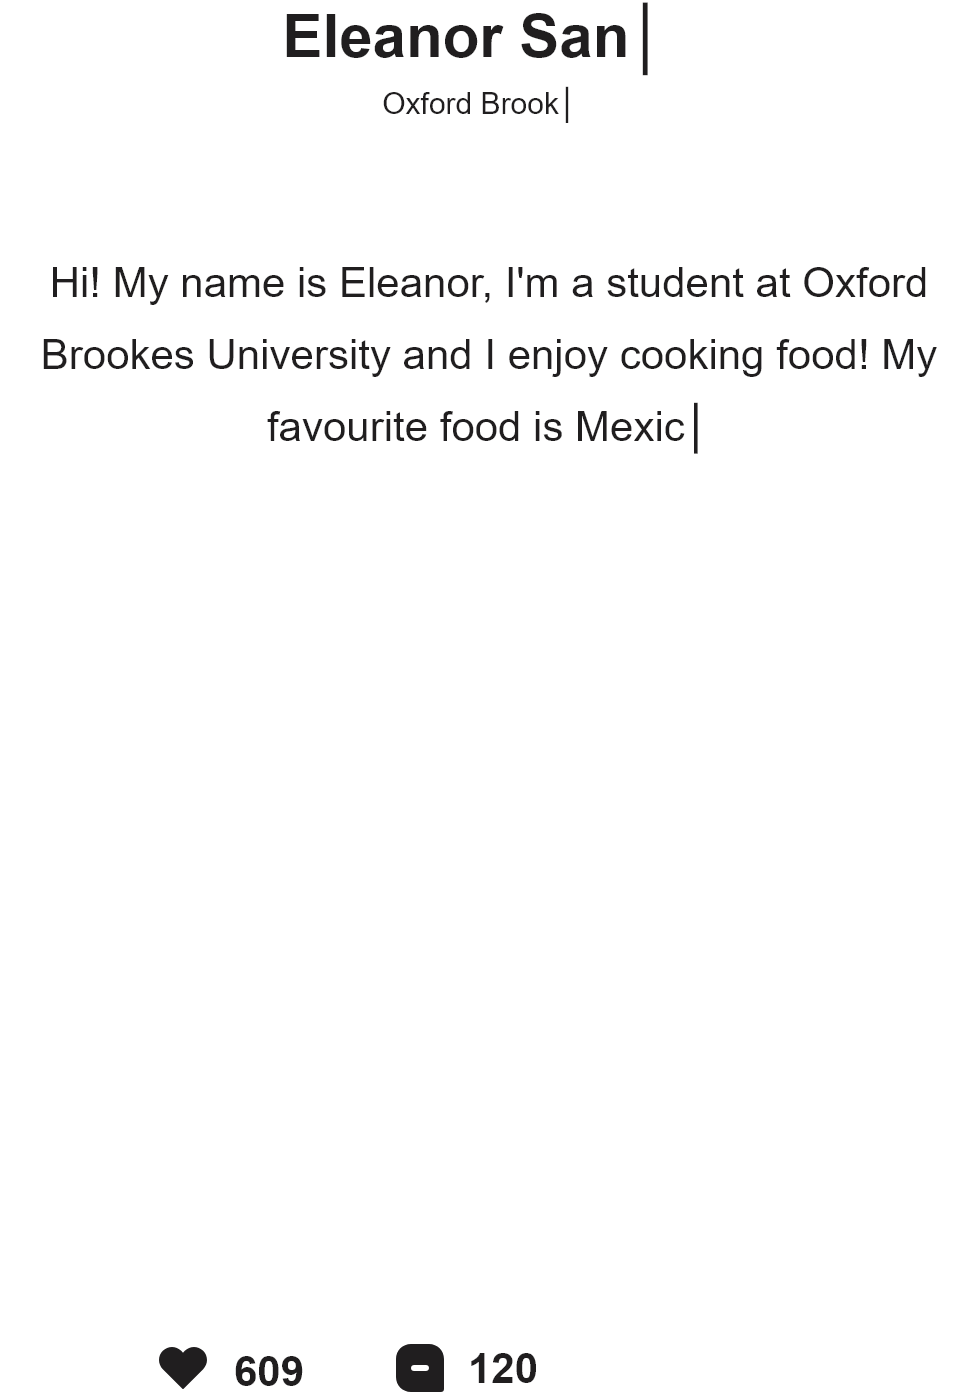 Eleanor San
Oxford Brook
Hi! My name is Eleanor, I'm a student at Oxford
Brookes University and I enjoy cooking food! My
favourite food is Mexic
609 120